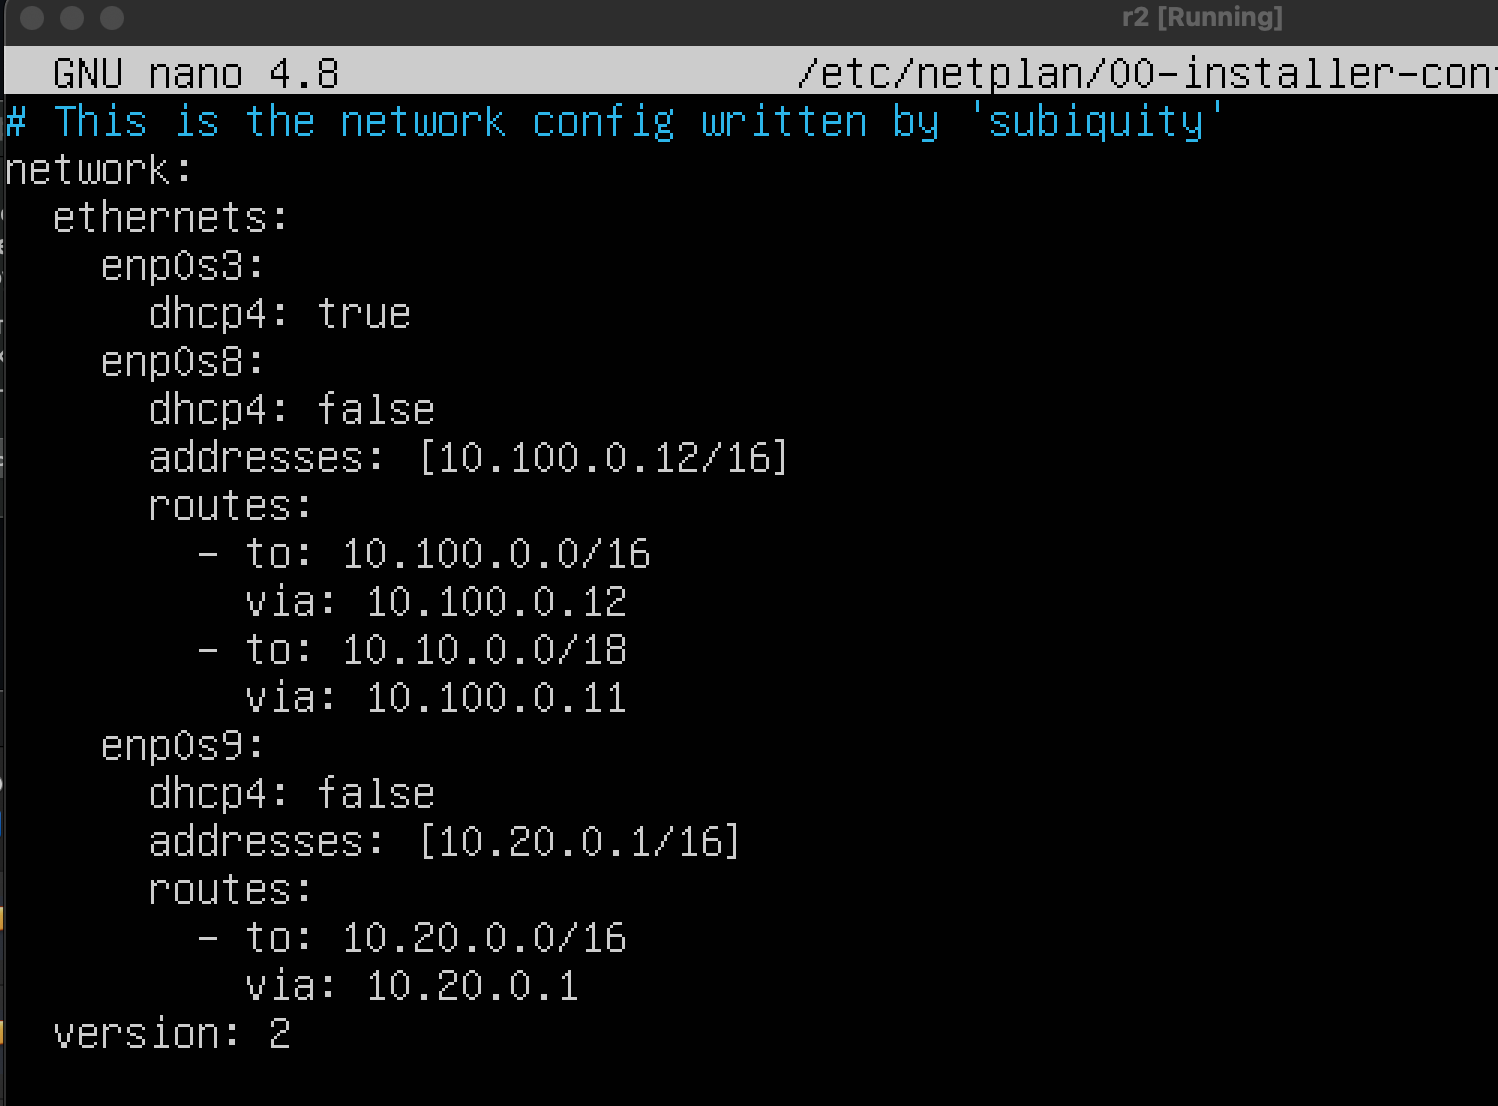 r2 [Running]
GNU nano 4.8 /etc/netplan/00-installer-con
# This is the network config written by 'subiquity'
network:
  ethernets:
    enp0s3:
      dhcp4: true
    enp0s8:
      dhcp4: false
      addresses: [10.100.0.12/16]
      routes:
        - to: 10.100.0.0/16
          via: 10.100.0.12
        - to: 10.10.0.0/18
          via: 10.100.0.11
    enp0s9:
      dhcp4: false
      addresses: [10.20.0.1/16]
      routes:
        - to: 10.20.0.0/16
          via: 10.20.0.1
  version: 2